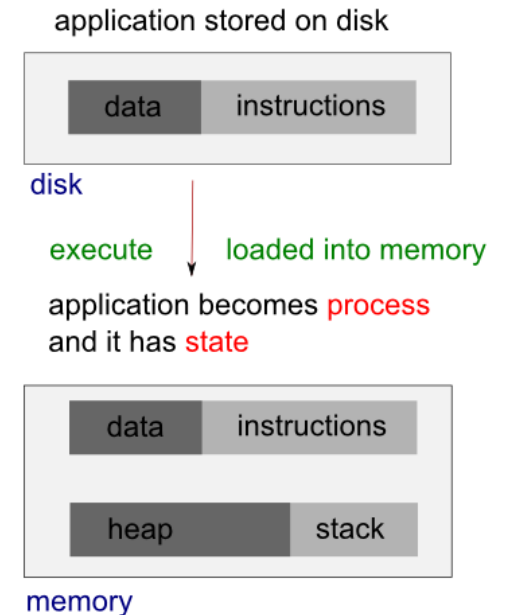 application stored on disk
data instructions
disk
execute loaded into memory
application becomes process
and it has state
data instructions
heap stack
memory